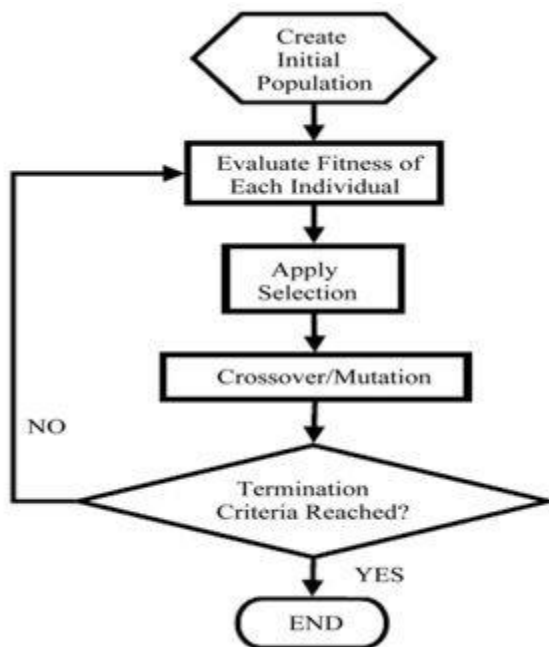 Create
Initial
Population
Evaluate Fitness of
Each Individual
Apply
Selection
Crossover/Mutation
NO
Termination
Criteria Reached?
YES
END